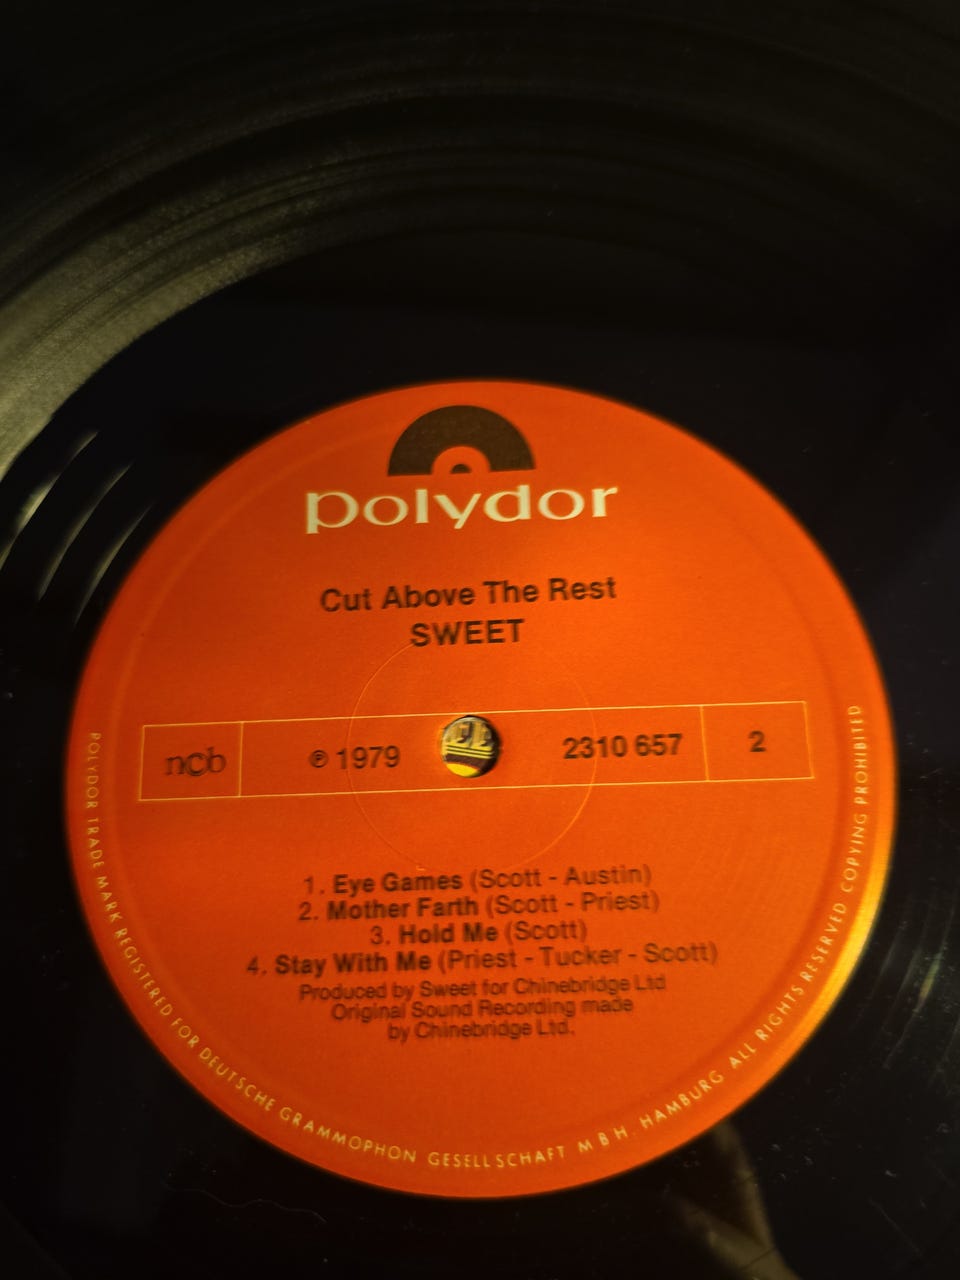 polydor
Cut Above The Rest
SWEET
ncb ℗ 1979 2310 657 2
1. Eye Games (Scott - Austin)
2. Mother Farth (Scott - Priest)
3. Hold Me (Scott)
4. Stay With Me (Priest - Tucker - Scott)
Produced by Sweet for Chinebridge Ltd
Original Sound Recording made
by Chinebridge Ltd.
POLYDOR TRADE MARK REGISTERED FOR DEUTSCHE GRAMMOPHON GESELLSCHAFT M B H. HAMBURG ALL RIGHTS RESERVED COPYING PROHIBITED